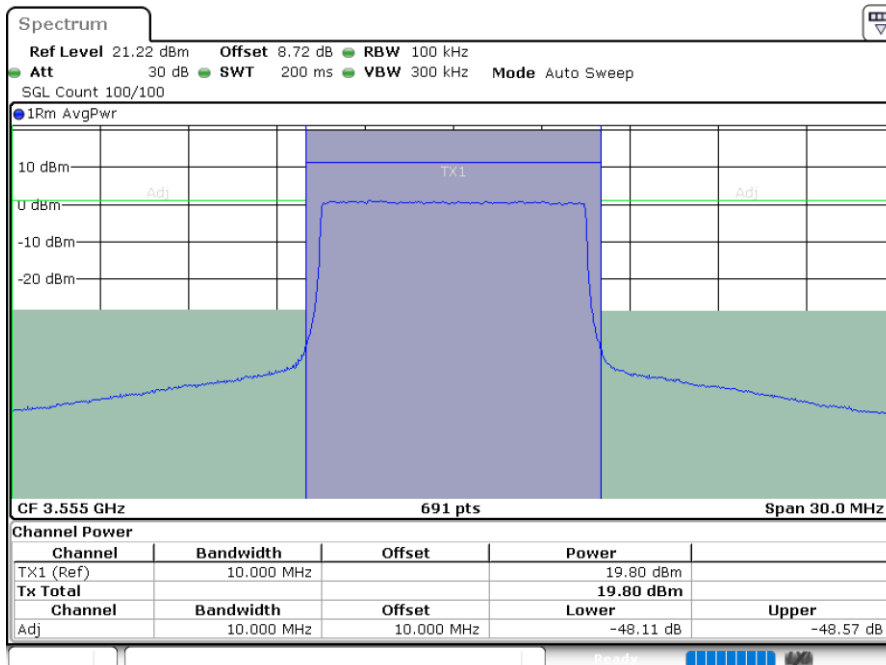 Spectrum
Ref Level 21.22 dBm Offset 8.72 dB RBW 100 kHz
Att 30 dB SWT 200 ms VBW 300 kHz Mode Auto Sweep
SGL Count 100/100
1Rm AvgPwr
10 dBm
TX1
Adj Adj
0 dBm
-10 dBm
-20 dBm
CF 3.555 GHz 691 pts Span 30.0 MHz
Channel Power
Channel Bandwidth Offset Power
TX1 (Ref) 10.000 MHz 19.80 dBm
Tx Total 19.80 dBm
Channel Bandwidth Offset Lower Upper
Adj 10.000 MHz 10.000 MHz -48.11 dB -48.57 dB
Ready